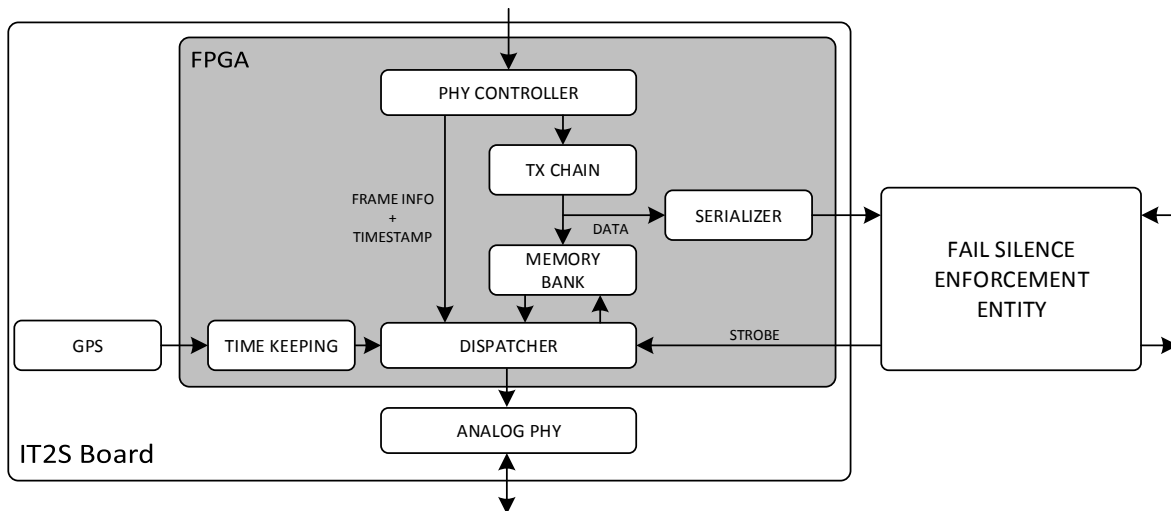 FPGA
PHY CONTROLLER
TX CHAIN
FRAME INFO
+
TIMESTAMP
SERIALIZER
DATA
MEMORY
BANK
FAIL SILENCE
ENFORCEMENT
ENTITY
GPS
TIME KEEPING
DISPATCHER
STROBE
ANALOG PHY
IT2S Board